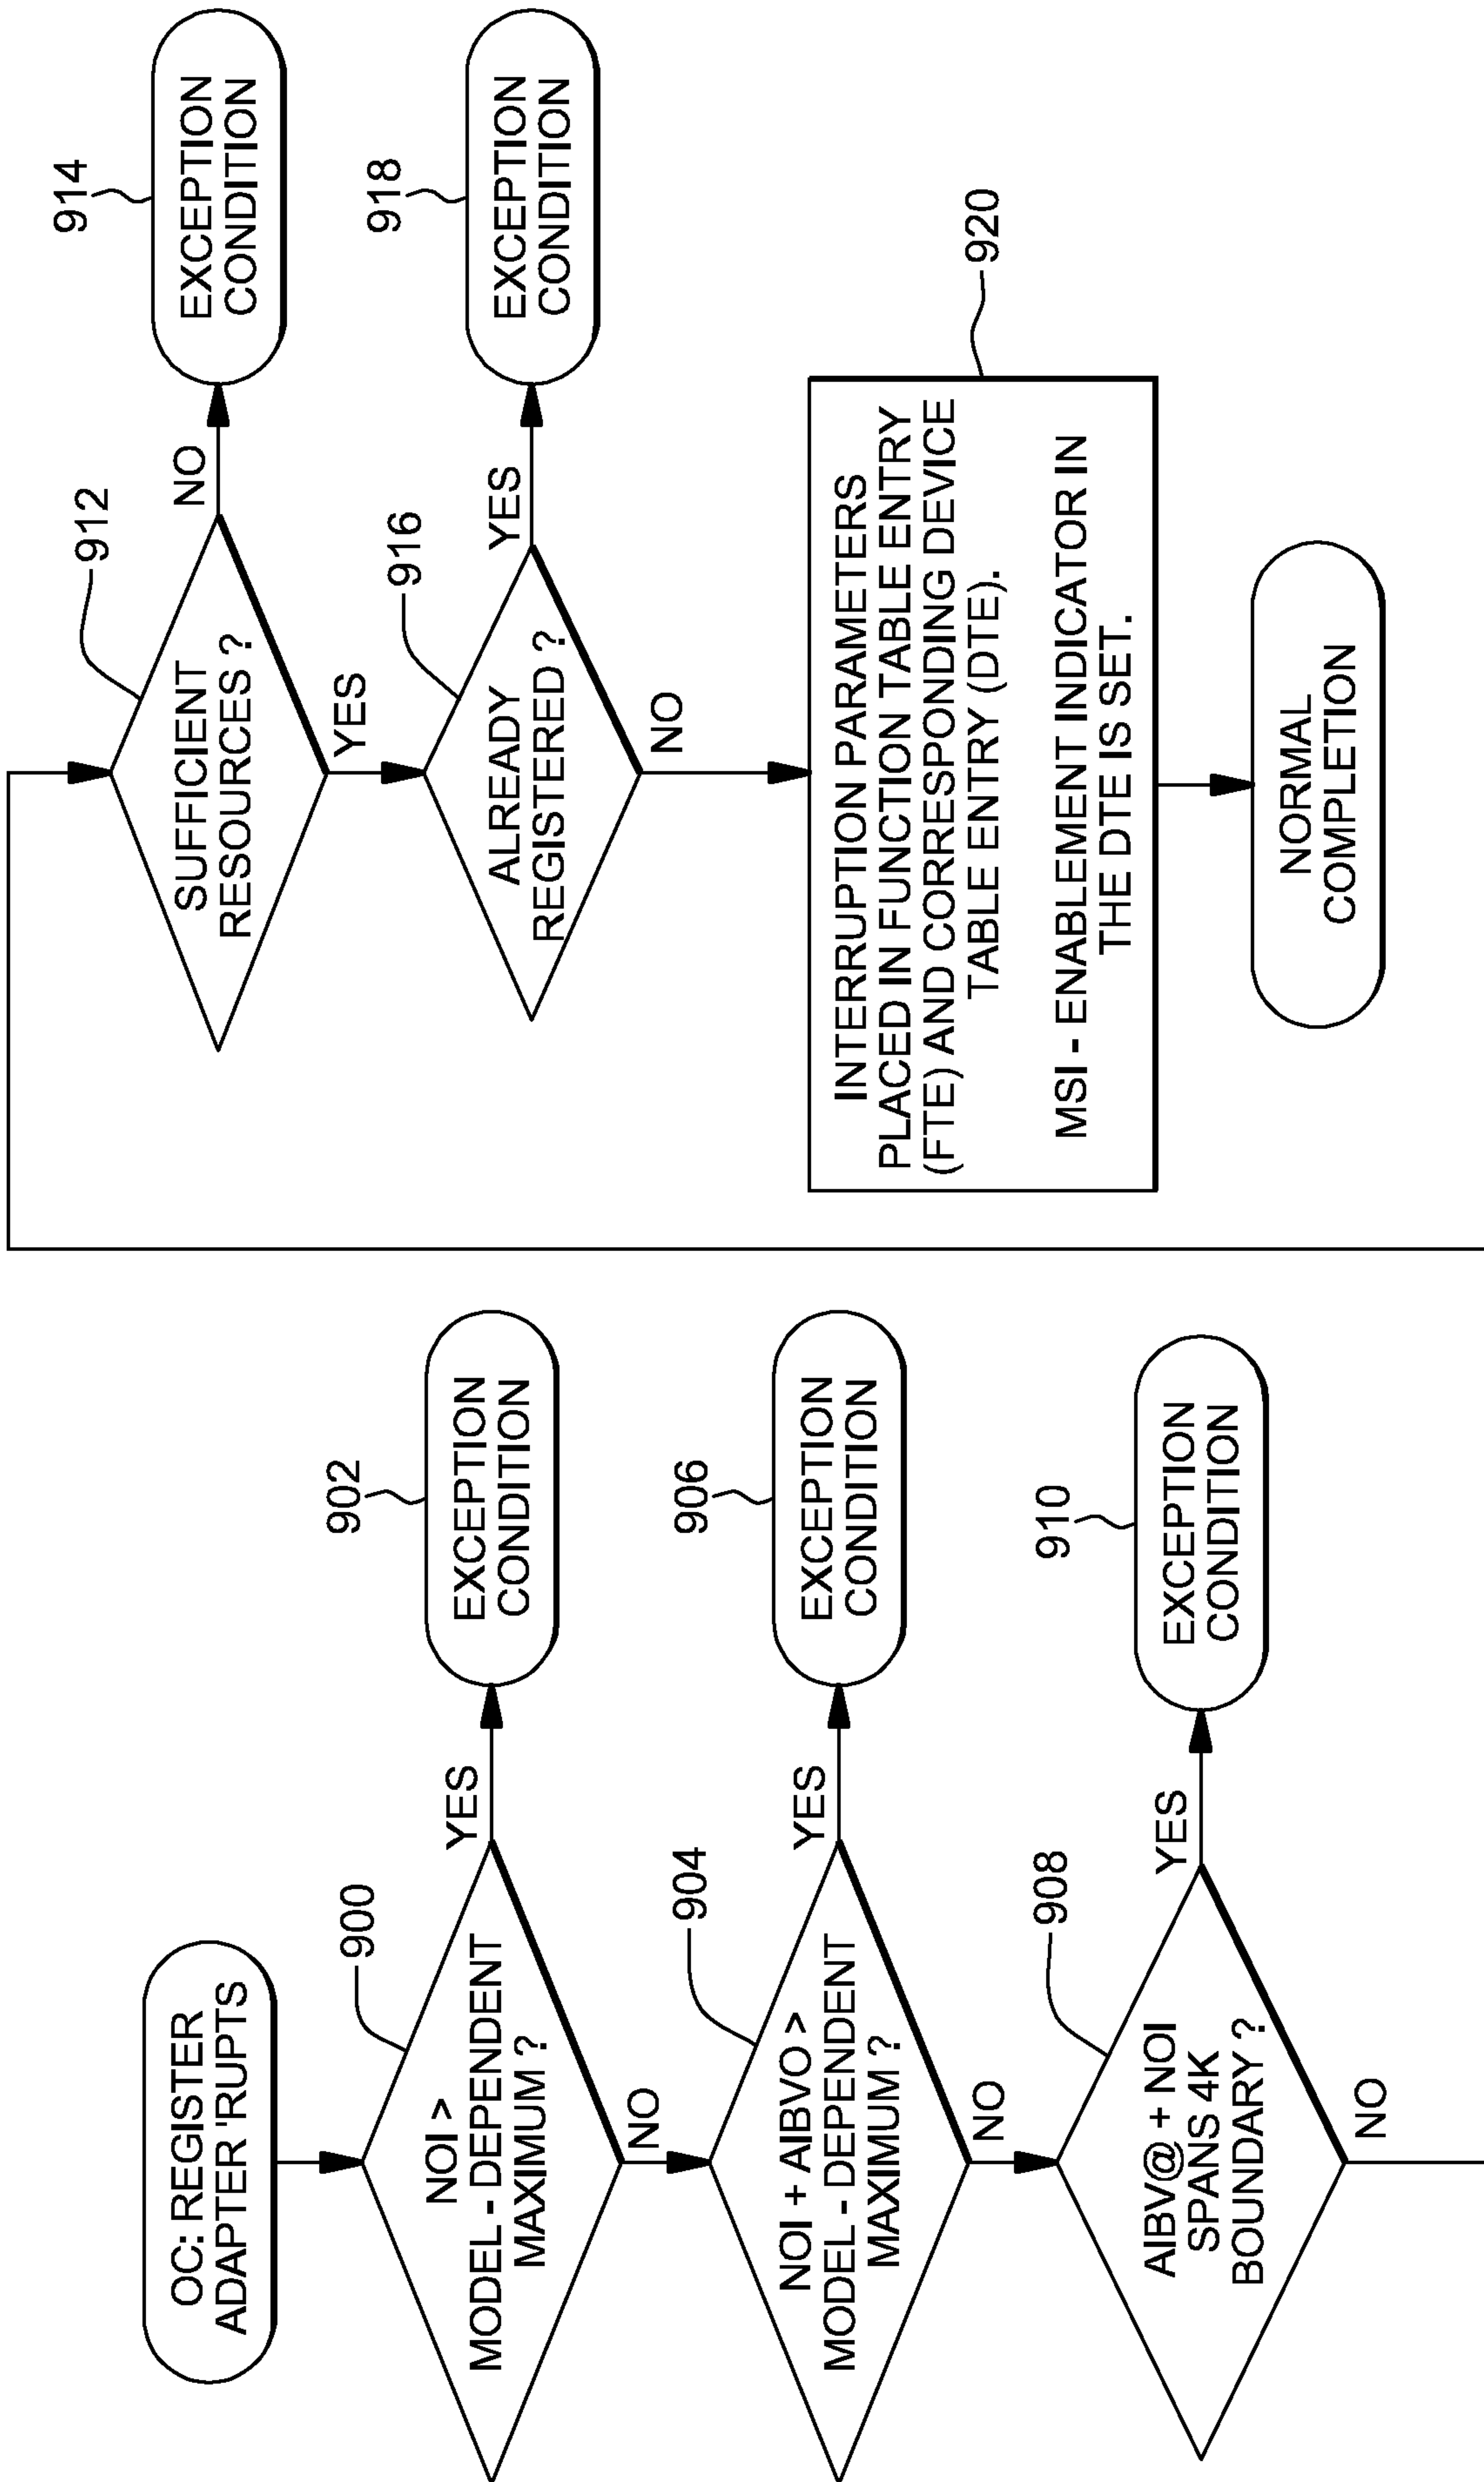 OC: REGISTER
ADAPTER 'RUPTS
900
NOI >
MODEL - DEPENDENT
MAXIMUM ?
YES
902
EXCEPTION
CONDITION
NO
904
NOI + AIBVO >
MODEL - DEPENDENT
MAXIMUM ?
YES
906
EXCEPTION
CONDITION
NO
908
AIBV@ + NOI
SPANS 4K
BOUNDARY ?
YES
910
EXCEPTION
CONDITION
NO
912
SUFFICIENT
RESOURCES ?
NO
914
EXCEPTION
CONDITION
YES
916
ALREADY
REGISTERED ?
YES
918
EXCEPTION
CONDITION
NO
920
INTERRUPTION PARAMETERS
PLACED IN FUNCTION TABLE ENTRY
(FTE) AND CORRESPONDING DEVICE
TABLE ENTRY (DTE).
MSI - ENABLEMENT INDICATOR IN
THE DTE IS SET.
NORMAL
COMPLETION